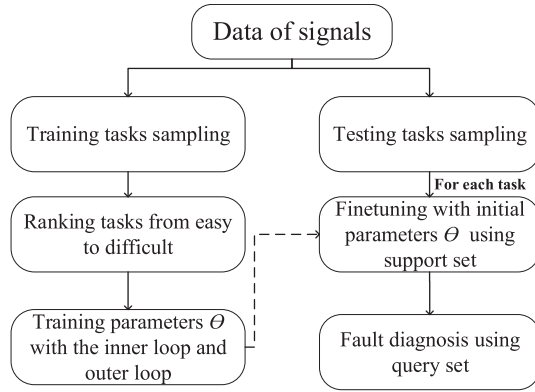 Data of signals
Training tasks sampling
Testing tasks sampling
For each task
Ranking tasks from easy
to difficult
Finetuning with initial
parameters Θ using
support set
Training parameters Θ
with the inner loop and
outer loop
Fault diagnosis using
query set